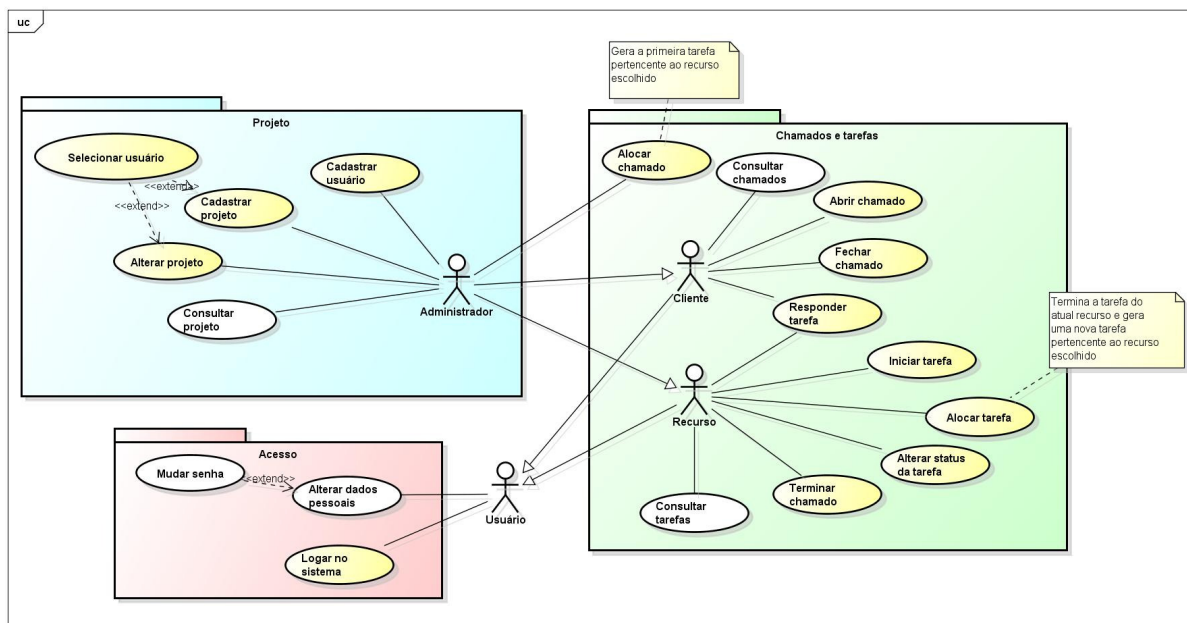 uc
Gera a primeira tarefa
pertencente ao recurso
escolhido
Projeto
Selecionar usuário
<<extend>>
<<extend>>
Cadastrar
usuário
Cadastrar
projeto
Alterar projeto
Consultar
projeto
Administrador
Chamados e tarefas
Alocar
chamado
Consultar
chamados
Abrir chamado
Fechar
chamado
Cliente
Responder
tarefa
Termina a tarefa do
atual recurso e gera
uma nova tarefa
pertencente ao recurso
escolhido
Iniciar tarefa
Alocar tarefa
Recurso
Alterar status
da tarefa
Terminar
chamado
Consultar
tarefas
Acesso
Mudar senha
<<extend>>
Alterar dados
pessoais
Logar no
sistema
Usuário